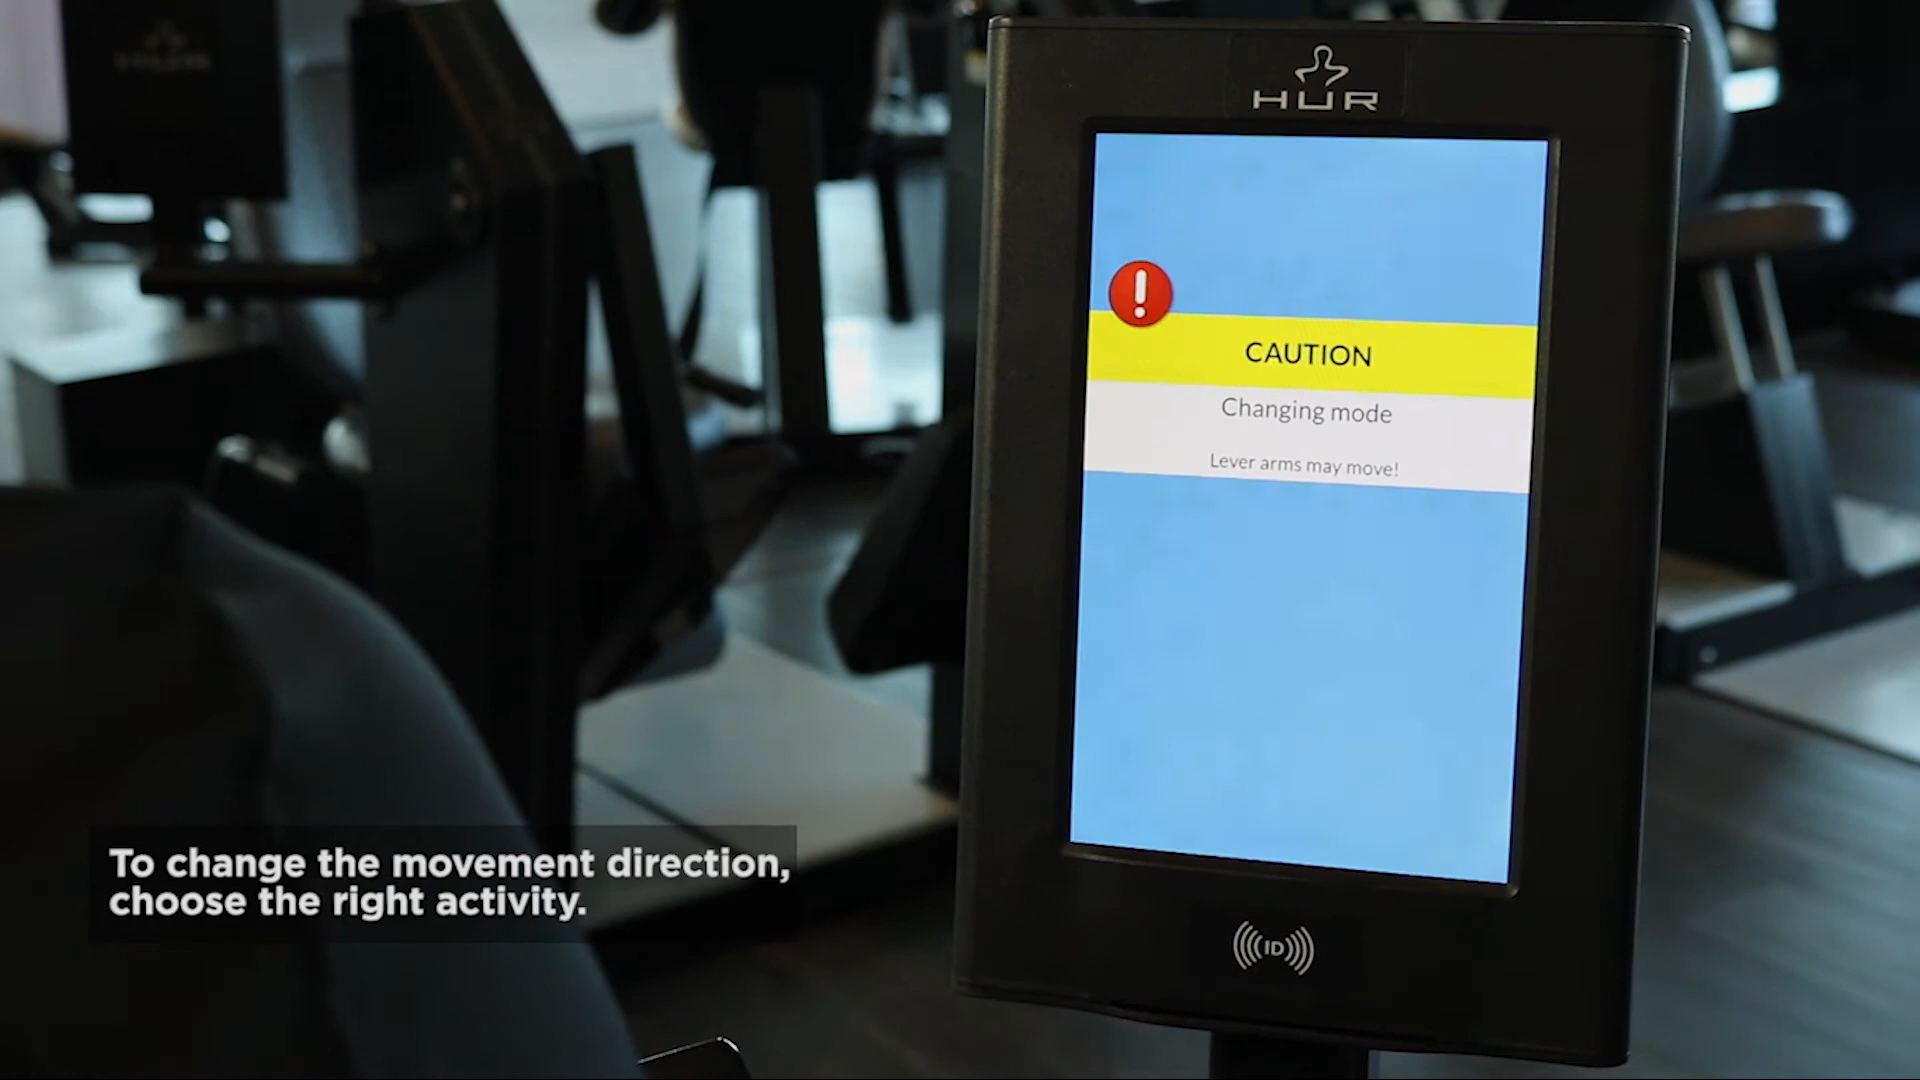 HUR
CAUTION
Changing mode
Lever arms may move!
To change the movement direction,
choose the right activity.
ID